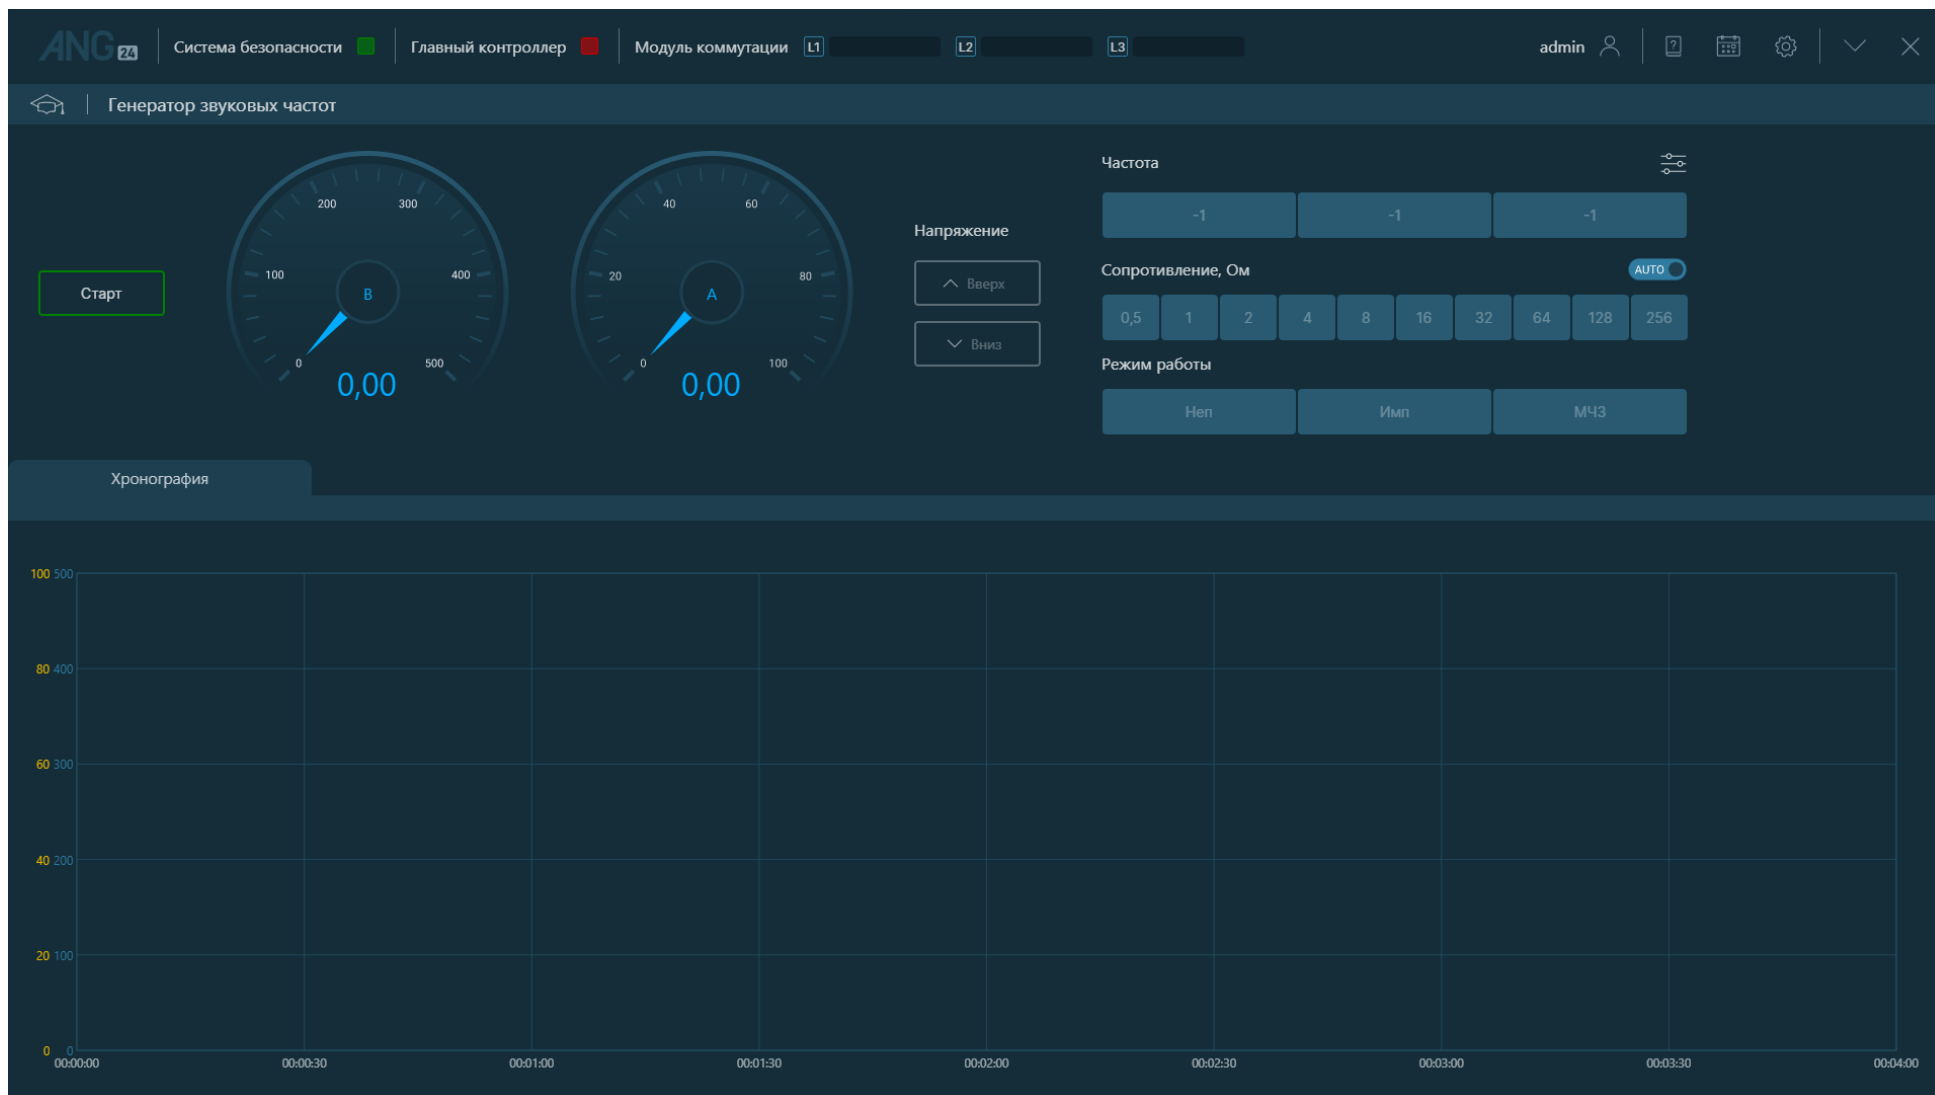 ANG 24 Система безопасности Главный контроллер Модуль коммутации L1 L2 L3 admin
Генератор звуковых частот
Старт
0 100 200 300 400 500
В
0,00
0 20 40 60 80 100
А
0,00
Напряжение
Вверх
Вниз
Частота
-1 -1 -1
Сопротивление, Ом AUTO
0,5 1 2 4 8 16 32 64 128 256
Режим работы
Неп Имп МЧЗ
Хронография
100 500
80 400
60 300
40 200
20 100
0 0
00:00:00 00:00:30 00:01:00 00:01:30 00:02:00 00:02:30 00:03:00 00:03:30 00:04:00